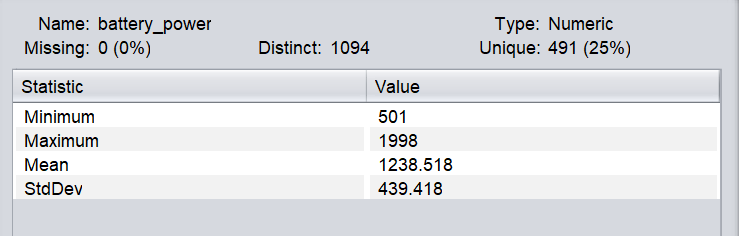 Name: battery_power Type: Numeric
Missing: 0 (0%) Distinct: 1094 Unique: 491 (25%)
Statistic Value
Minimum 501
Maximum 1998
Mean 1238.518
StdDev 439.418